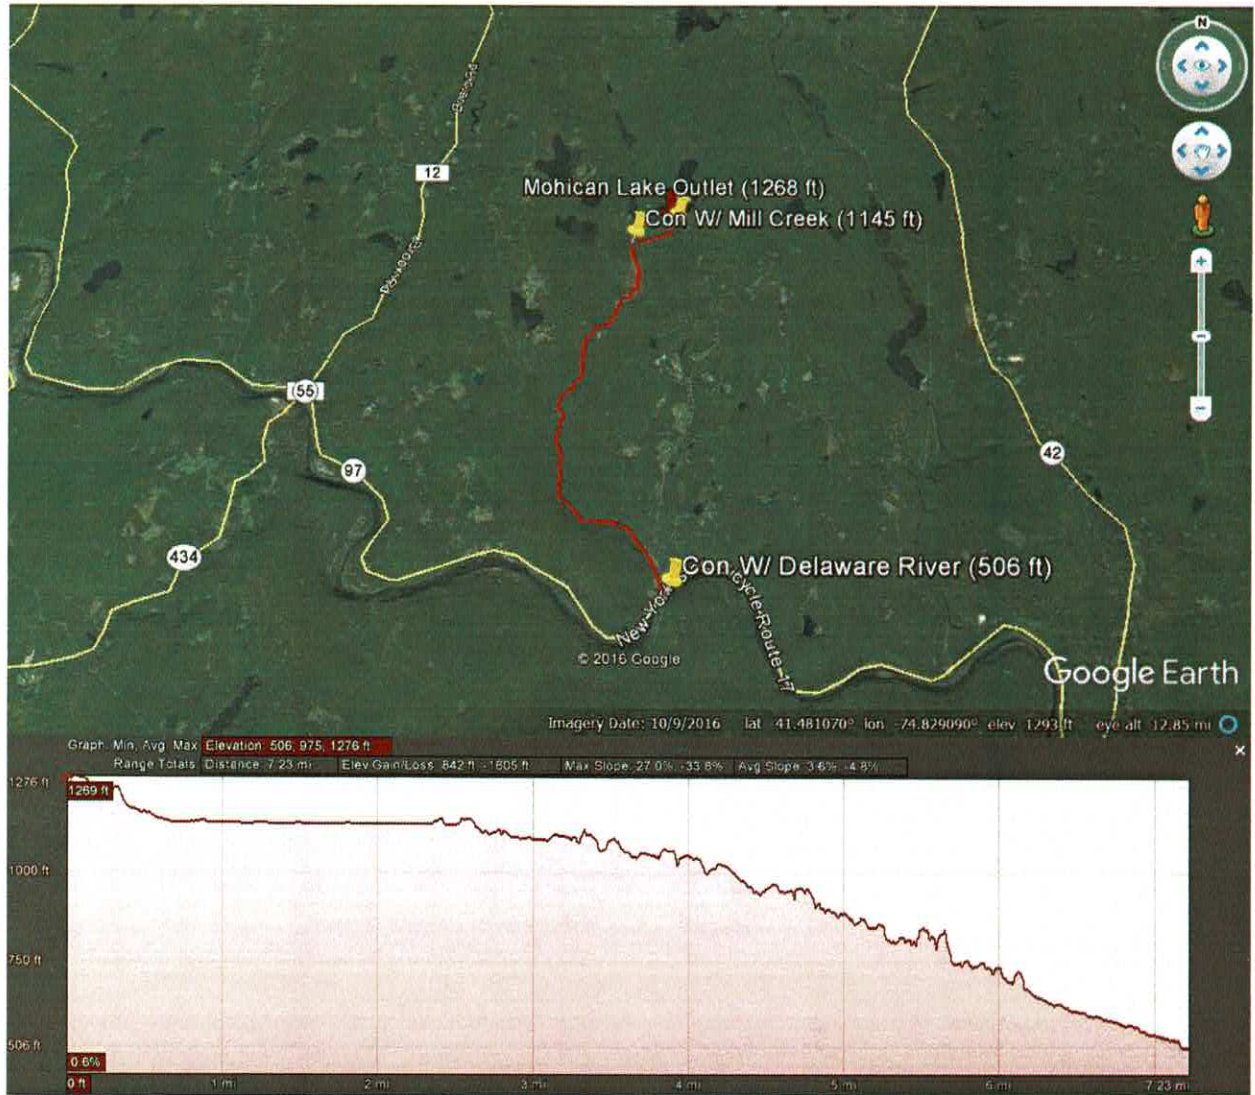 N
12
Mohican Lake Outlet (1268 ft)
Con W/ Mill Creek (1145 ft)
(55)
97
42
434
Con W/ Delaware River (506 ft)
New Yo
cycle Route 17
© 2016 Google
Google Earth
Imagery Date: 10/9/2016 lat 41.481070° lon -74.829090° elev 1293 ft eye alt 12.85 mi
Graph: Min, Avg, Max Elevation: 506, 975, 1276 ft
Range Totals: Distance: 7.23 mi Elev Gain/Loss: 842 ft, -1605 ft Max Slope: 27.0%, -33.8% Avg Slope: 3.6%, -4.8%
1276 ft
1269 ft
1000 ft
750 ft
506 ft
0.6%
0 ft 1 mi 2 mi 3 mi 4 mi 5 mi 6 mi 7.23 mi